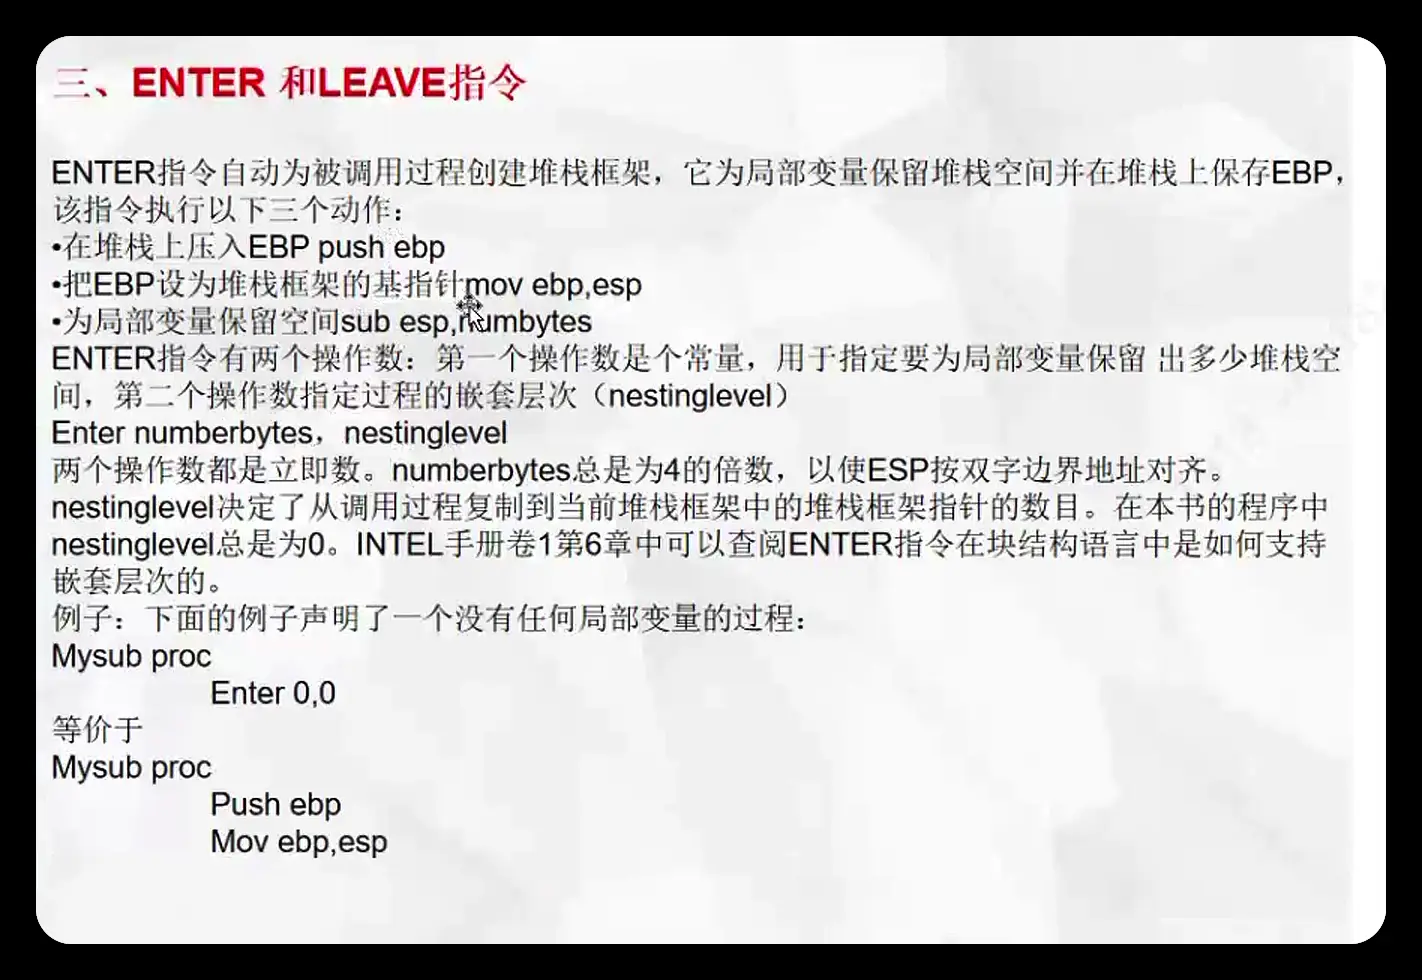 三、ENTER 和LEAVE指令
ENTER指令自动为被调用过程创建堆栈框架，它为局部变量保留堆栈空间并在堆栈上保存EBP，
该指令执行以下三个动作：
•在堆栈上压入EBP push ebp
•把EBP设为堆栈框架的基指针mov ebp,esp
•为局部变量保留空间sub esp,numbytes
ENTER指令有两个操作数：第一个操作数是个常量，用于指定要为局部变量保留 出多少堆栈空
间，第二个操作数指定过程的嵌套层次（nestinglevel）
Enter numberbytes，nestinglevel
两个操作数都是立即数。numberbytes总是为4的倍数，以使ESP按双字边界地址对齐。
nestinglevel决定了从调用过程复制到当前堆栈框架中的堆栈框架指针的数目。在本书的程序中
nestinglevel总是为0。INTEL手册卷1第6章中可以查阅ENTER指令在块结构语言中是如何支持
嵌套层次的。
例子：下面的例子声明了一个没有任何局部变量的过程：
Mysub proc
Enter 0,0
等价于
Mysub proc
Push ebp
Mov ebp,esp